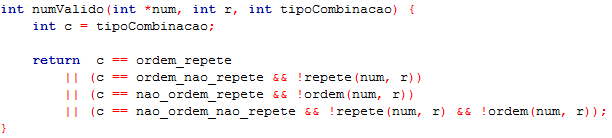 int numValido(int *num, int r, int tipoCombinacao) {
    int c = tipoCombinacao;

    return  c == ordem_repete
        || (c == ordem_nao_repete && !repete(num, r))
        || (c == nao_ordem_repete && !ordem(num, r))
        || (c == nao_ordem_nao_repete && !repete(num, r) && !ordem(num, r));
}